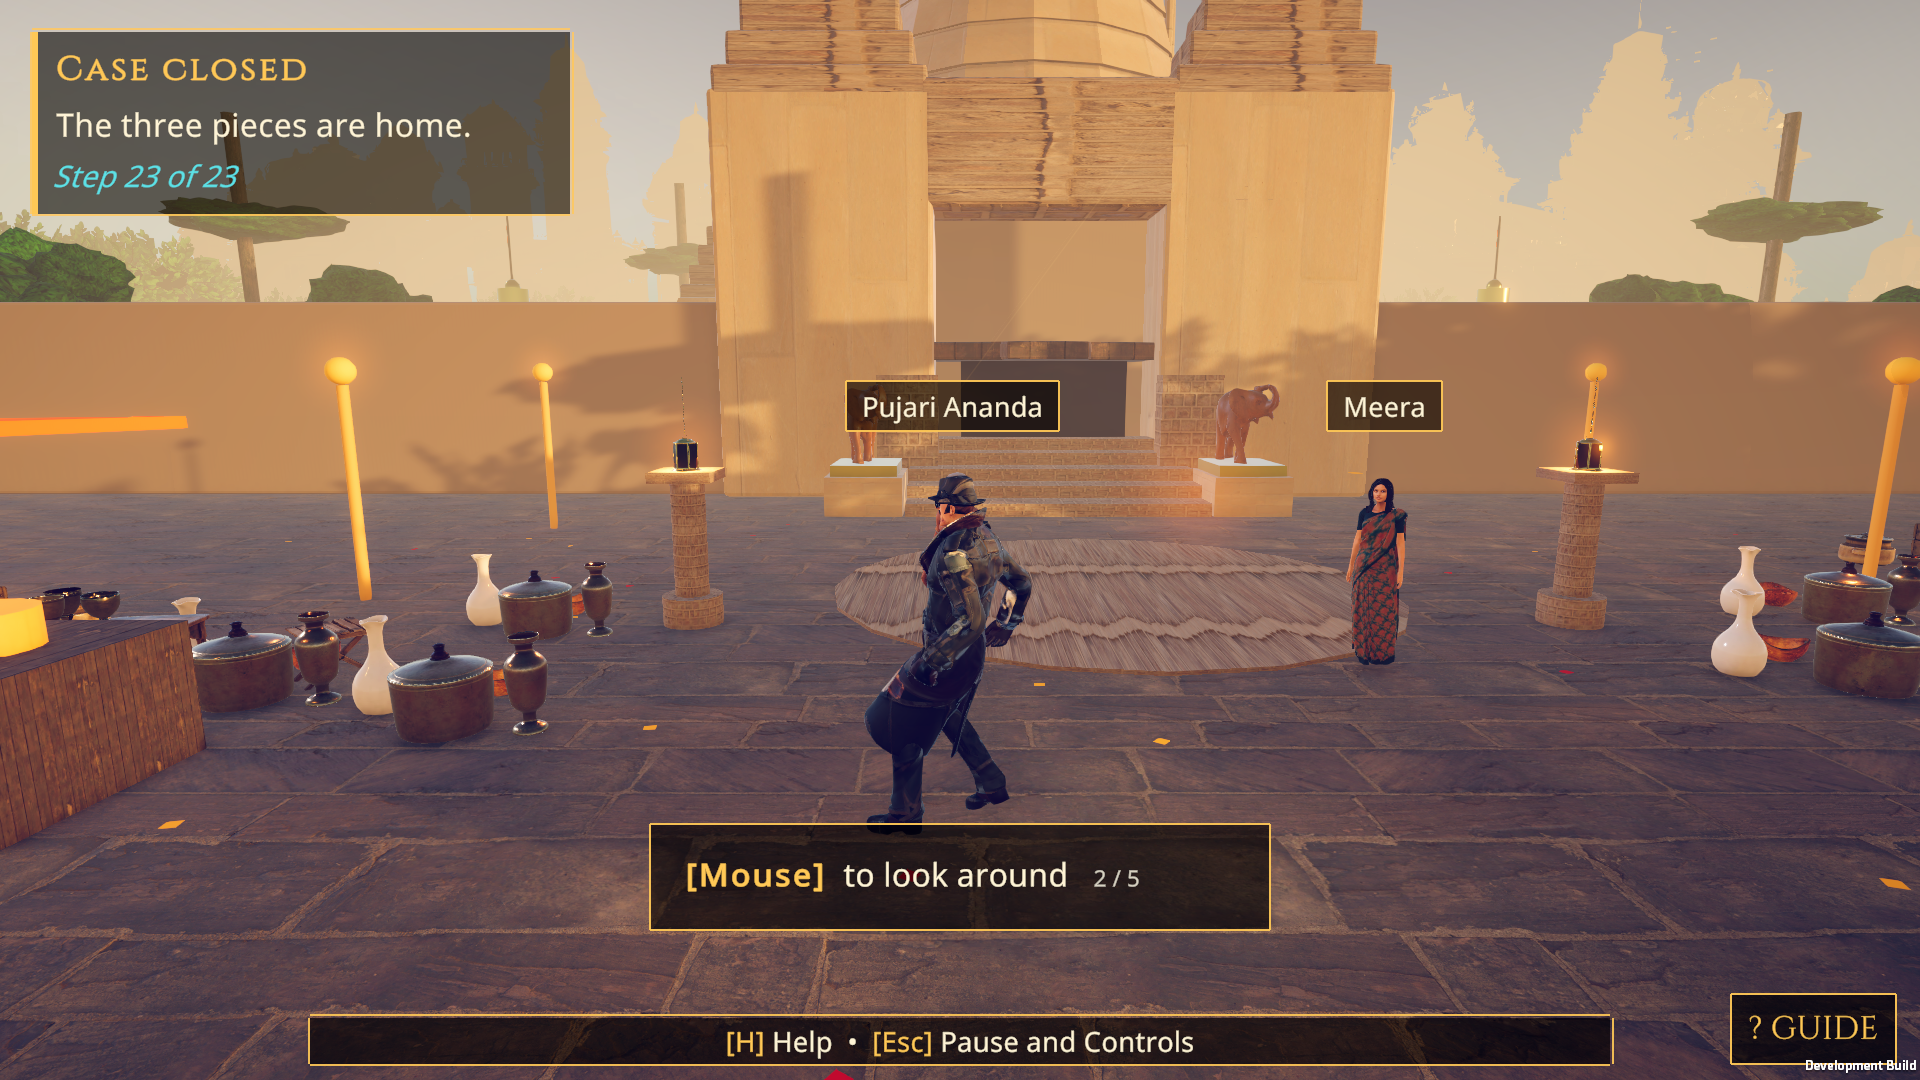 CASE CLOSED
The three pieces are home.
Step 23 of 23
Pujari Ananda
Meera
[Mouse] to look around 2 / 5
[H] Help • [Esc] Pause and Controls
? GUIDE
Development Build